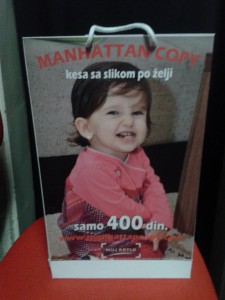 MANHATTAN COPY
kesa sa slikom po želji
samo 400 din.